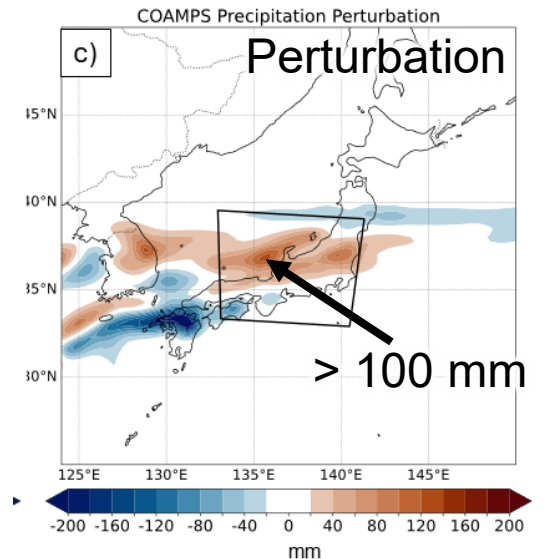 COAMPS Precipitation Perturbation
c)
Perturbation
15°N
40°N
35°N
> 100 mm
30°N
125°E 130°E 135°E 140°E 145°E
-200 -160 -120 -80 -40 0 40 80 120 160 200
mm